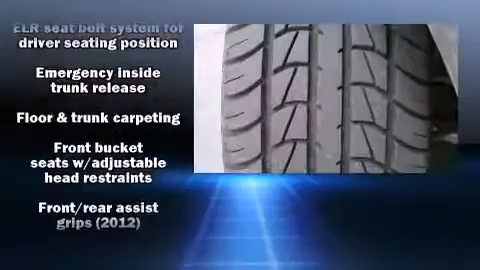 ELR seat belt system for
driver seating position
Emergency inside
trunk release
Floor & trunk carpeting
Front bucket
seats w/adjustable
head restraints
Front/rear assist
grips (2012)